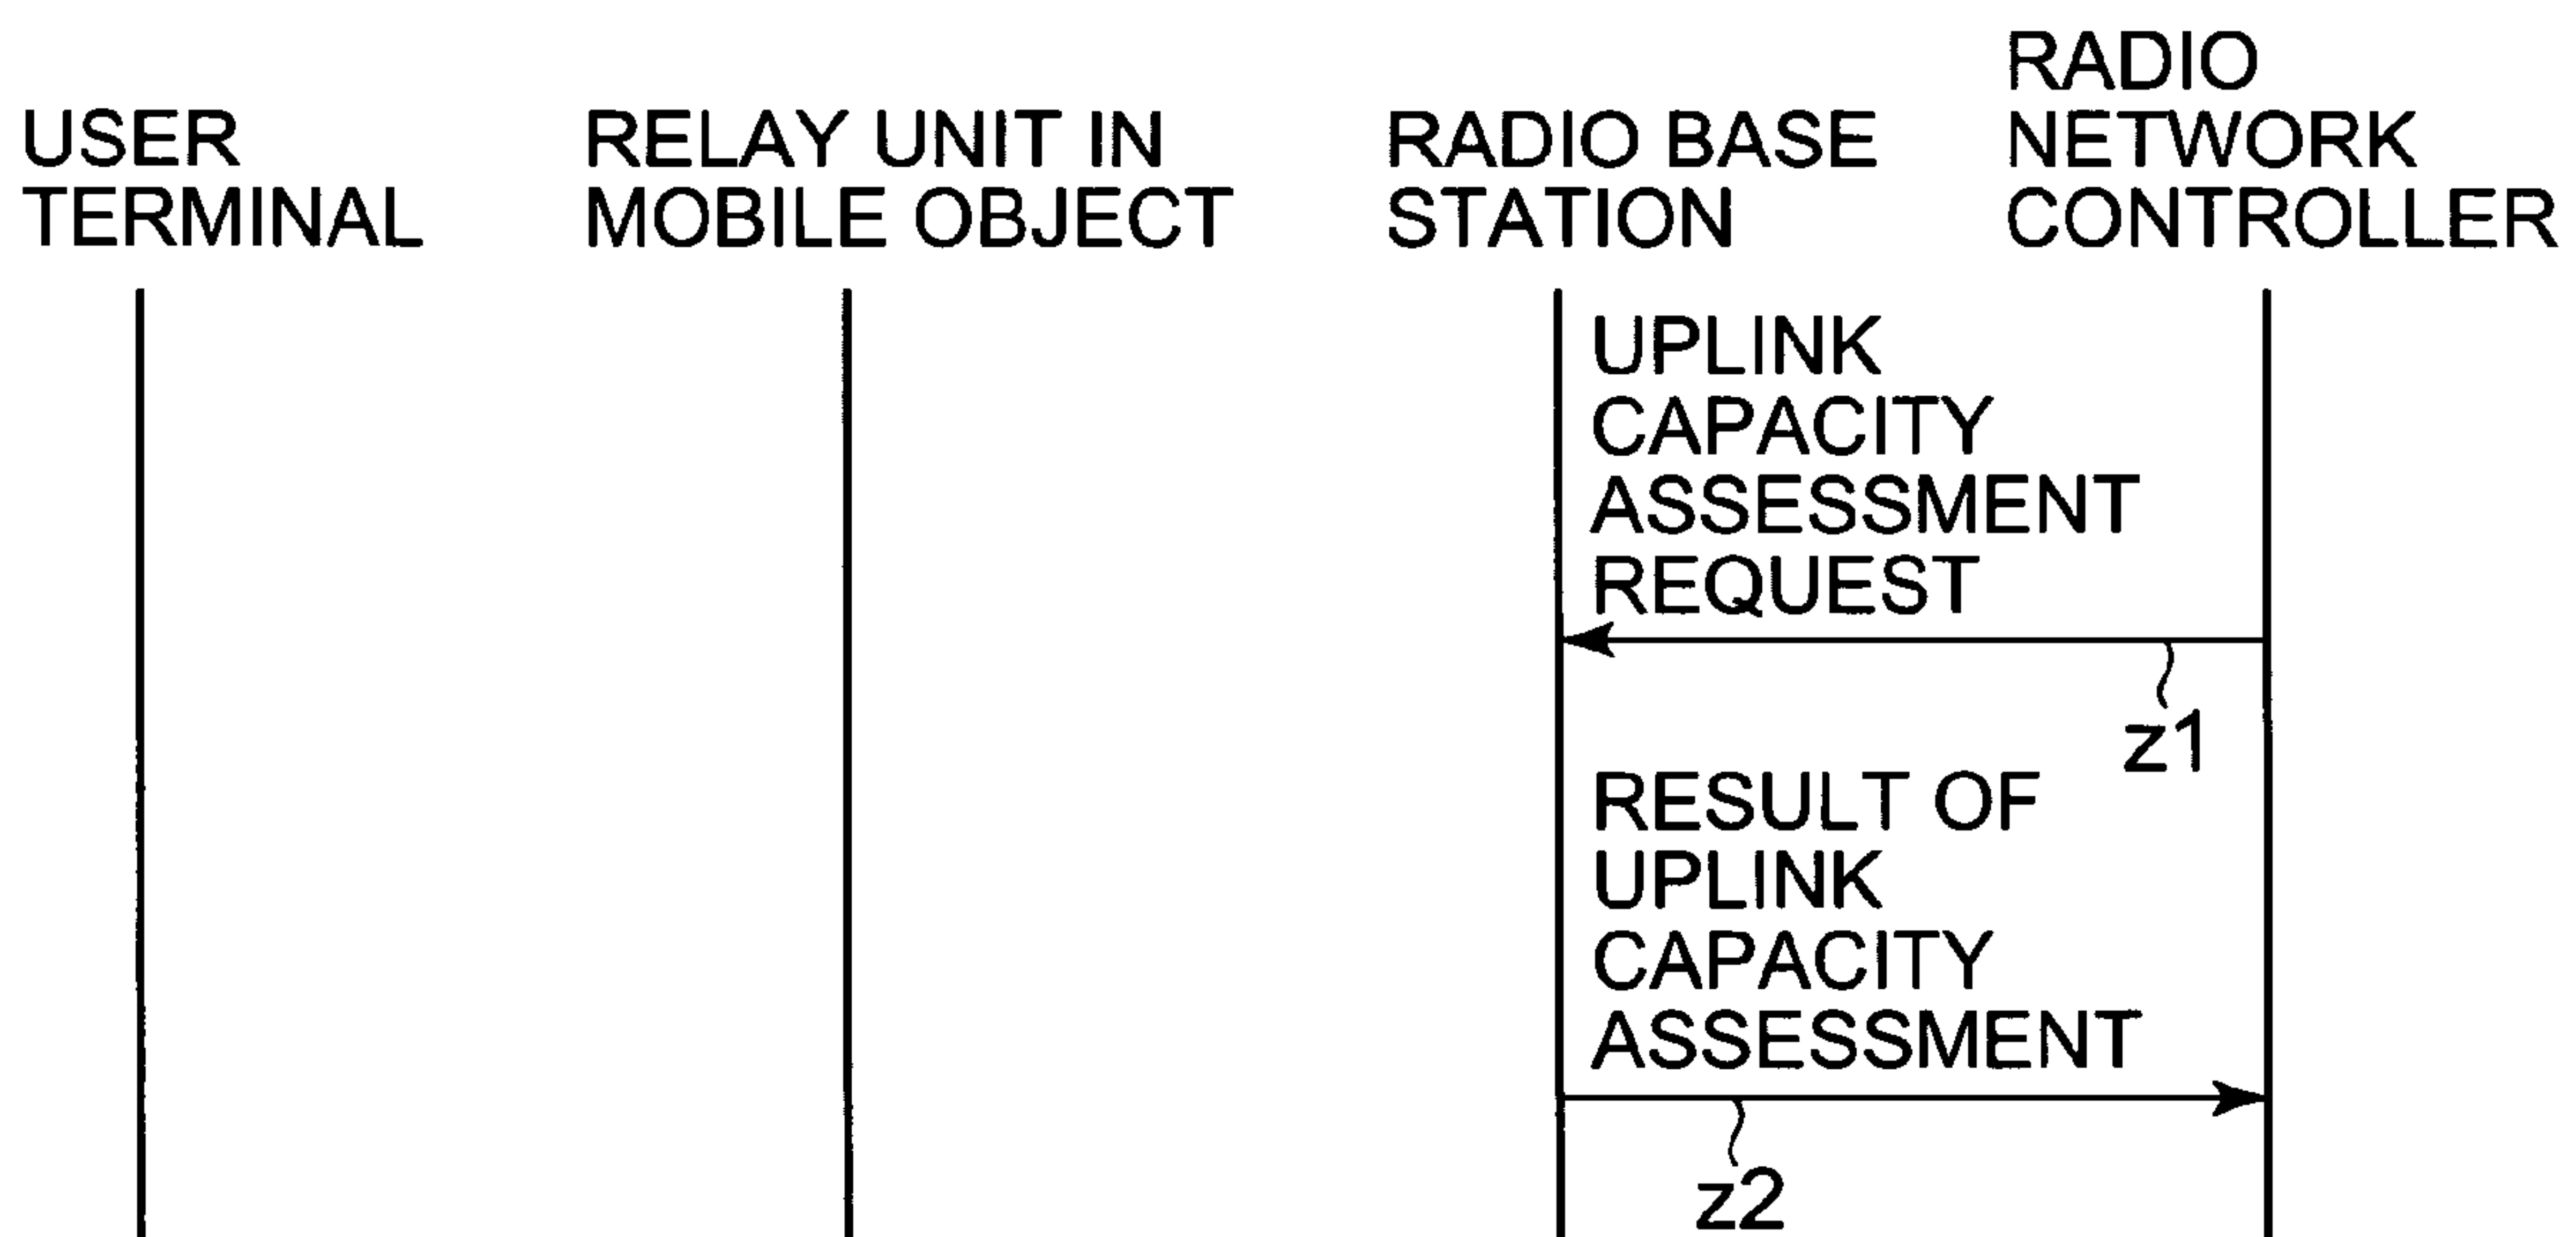 USER
TERMINAL
RELAY UNIT IN
MOBILE OBJECT
RADIO BASE
STATION
RADIO
NETWORK
CONTROLLER
UPLINK
CAPACITY
ASSESSMENT
REQUEST
z1
RESULT OF
UPLINK
CAPACITY
ASSESSMENT
z2